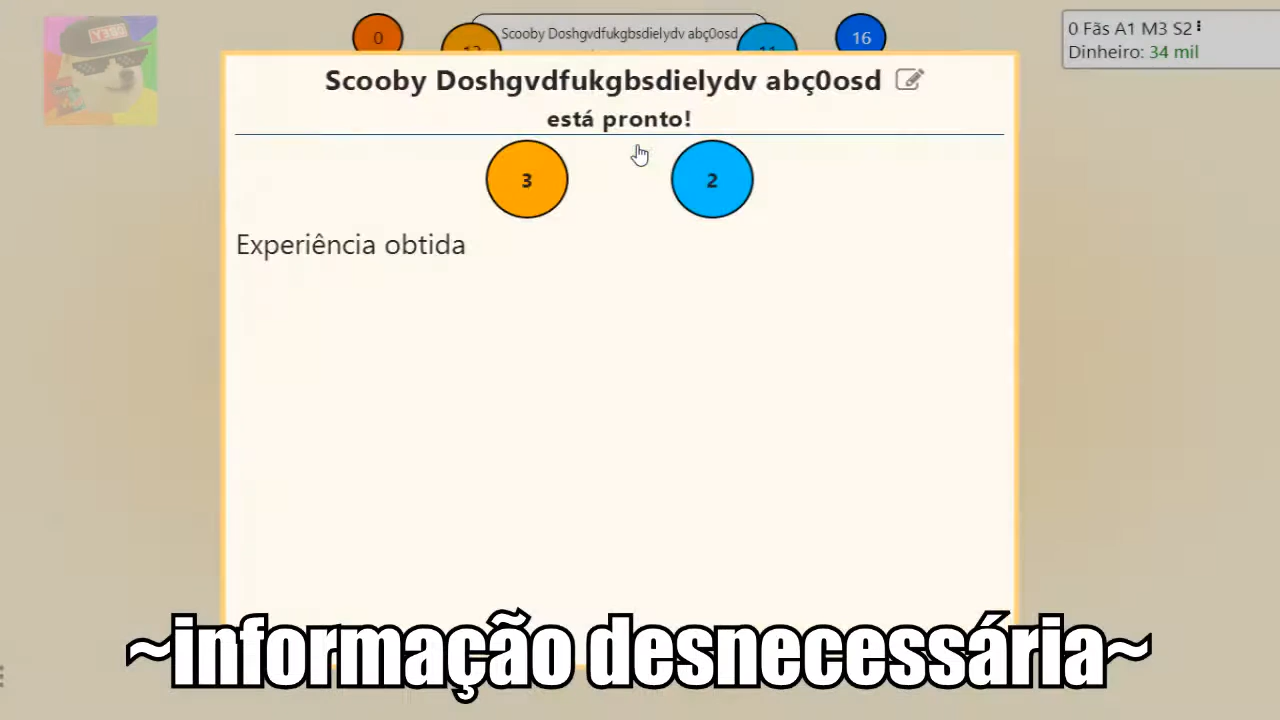 Y3GG
0
Scooby Doshgvdfukgbsdielydv abç0osd
16
0 Fãs A1 M3 S2
Dinheiro: 34 mil
Scooby Doshgvdfukgbsdielydv abç0osd
está pronto!
3
2
Experiência obtida
~informação desnecessária~